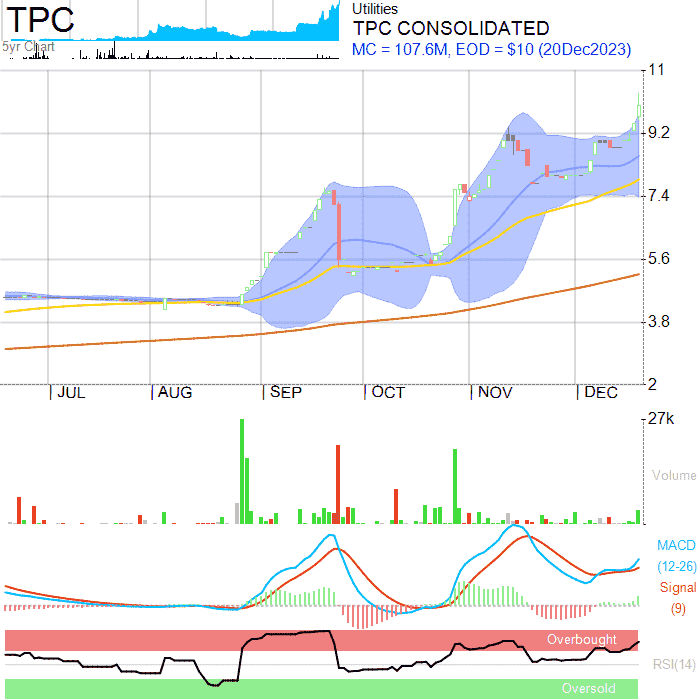 TPC
5yr Chart
Utilities
TPC CONSOLIDATED
MC = 107.6M, EOD = $10 (20Dec2023)
11
9.2
7.4
5.6
3.8
2
JUL AUG SEP OCT NOV DEC
27k
Volume
MACD
(12-26)
Signal
(9)
Overbought
RSI(14)
Oversold